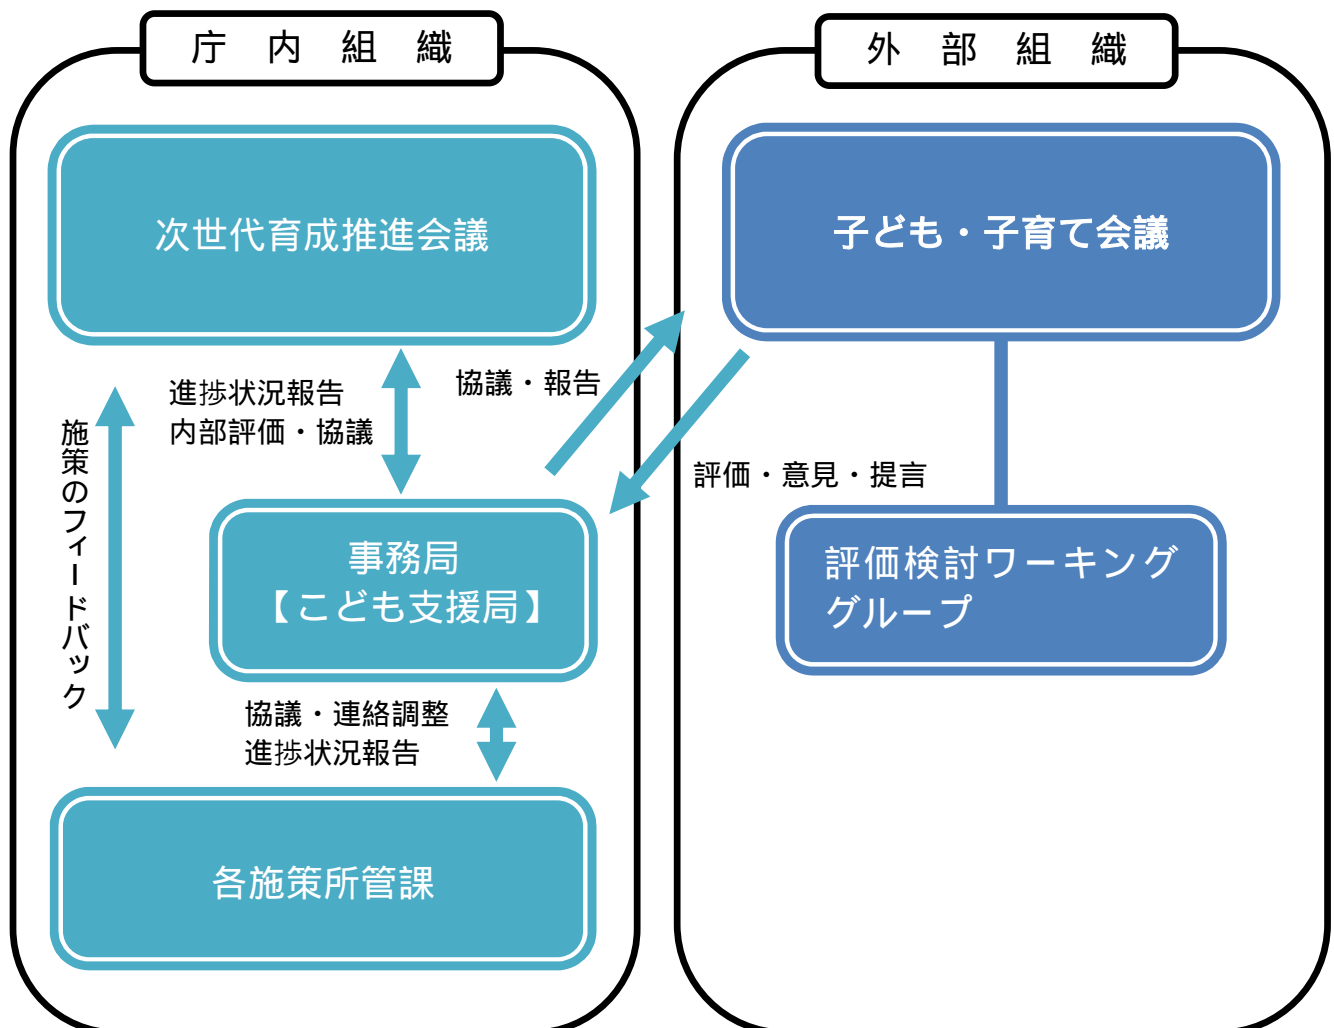 庁内組織
次世代育成推進会議
進捗状況報告
内部評価・協議
施策のフィードバック
事務局
【こども支援局】
協議・連絡調整
進捗状況報告
各施策所管課
協議・報告
評価・意見・提言
外部組織
子ども・子育て会議
評価検討ワーキング
グループ